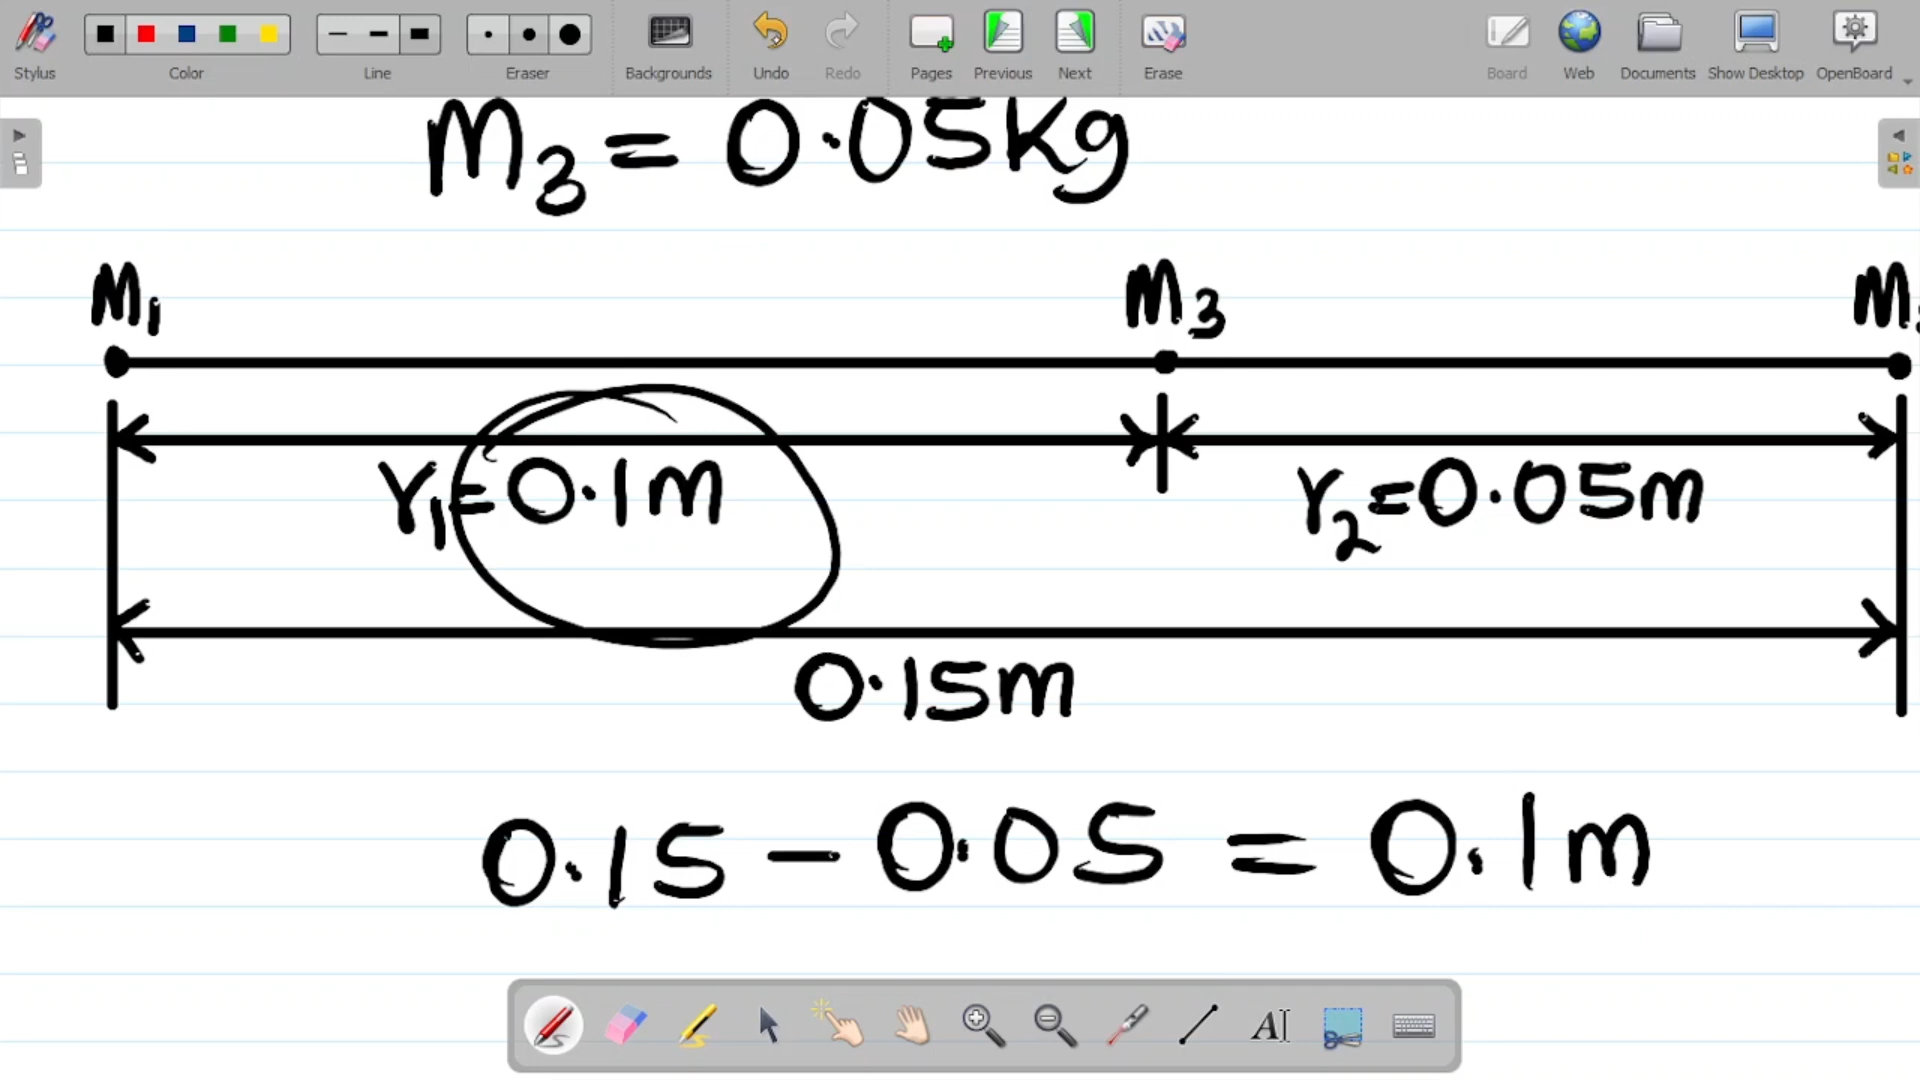 Stylus Color Line Eraser Backgrounds Undo Redo Pages Previous Next Erase Board Web Documents Show Desktop OpenBoard
M₃ = 0.05Kg
M₁ M₃ M
r₁=0.1m r₂=0.05m
0.15m
0.15 - 0.05 = 0.1m